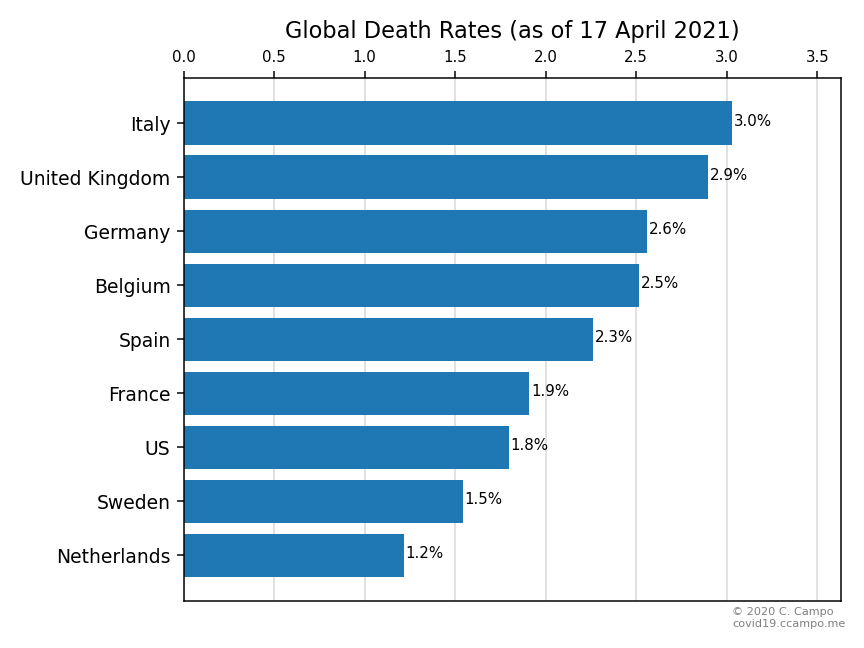 Global Death Rates (as of 17 April 2021)
0.0 0.5 1.0 1.5 2.0 2.5 3.0 3.5
Italy 3.0%
United Kingdom 2.9%
Germany 2.6%
Belgium 2.5%
Spain 2.3%
France 1.9%
US 1.8%
Sweden 1.5%
Netherlands 1.2%
© 2020 C. Campo
covid19.ccampo.me